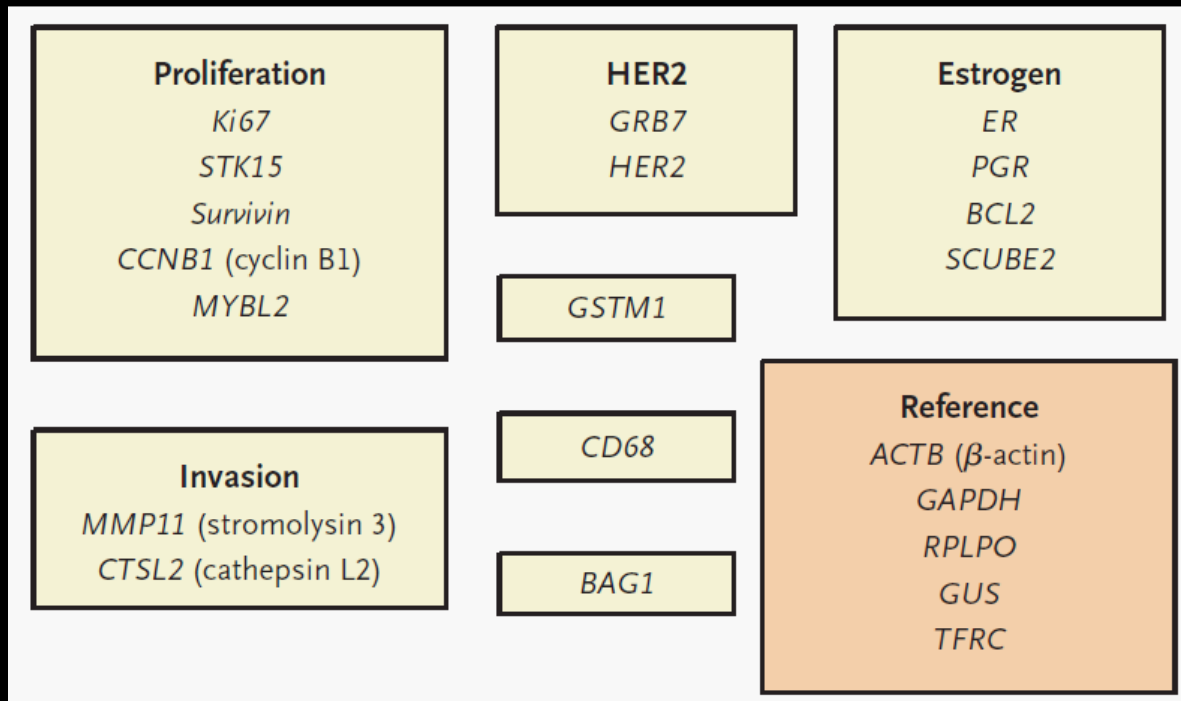 Proliferation
Ki67
STK15
Survivin
CCNB1 (cyclin B1)
MYBL2
HER2
GRB7
HER2
Estrogen
ER
PGR
BCL2
SCUBE2
GSTM1
CD68
BAG1
Invasion
MMP11 (stromolysin 3)
CTSL2 (cathepsin L2)
Reference
ACTB (β-actin)
GAPDH
RPLPO
GUS
TFRC